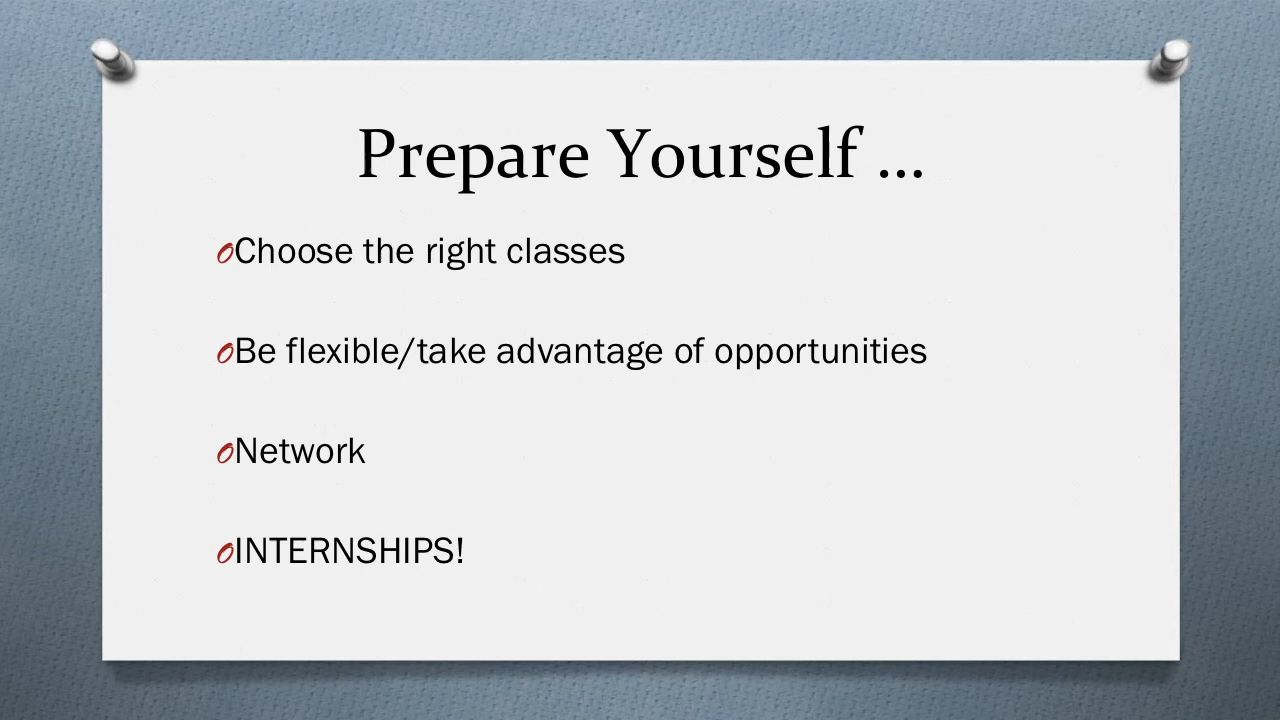 Prepare Yourself ...
Choose the right classes
Be flexible/take advantage of opportunities
Network
INTERNSHIPS!